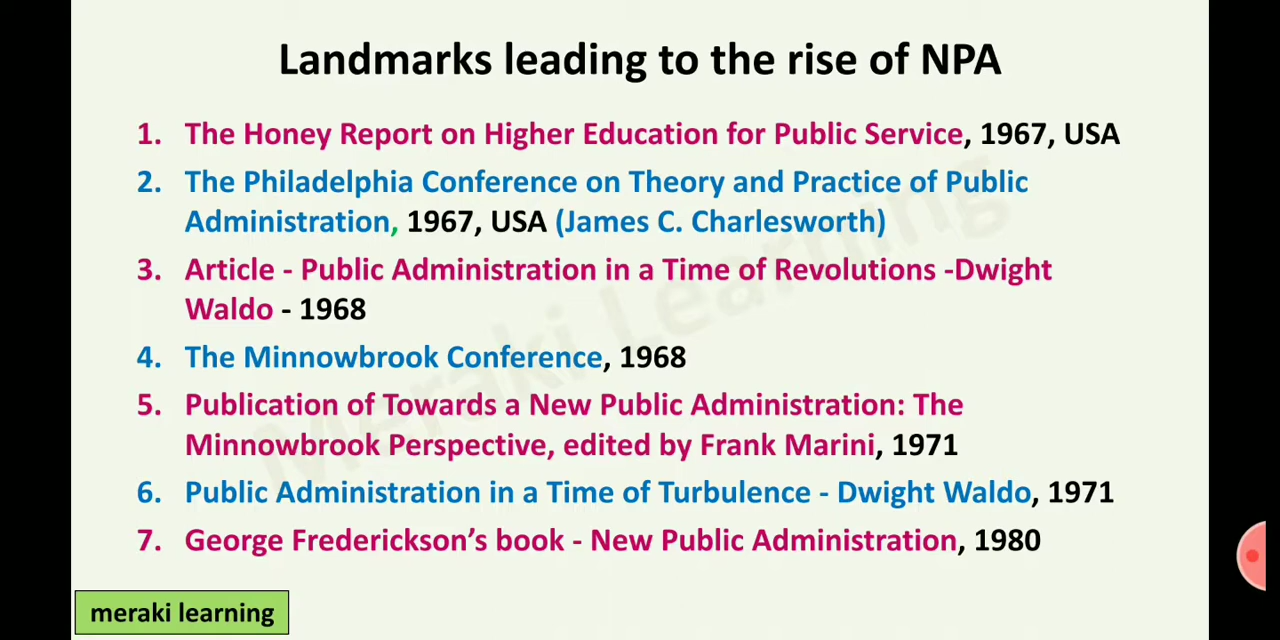 Landmarks leading to the rise of NPA
1. The Honey Report on Higher Education for Public Service, 1967, USA
2. The Philadelphia Conference on Theory and Practice of Public
Administration, 1967, USA (James C. Charlesworth)
3. Article - Public Administration in a Time of Revolutions -Dwight
Waldo - 1968
4. The Minnowbrook Conference, 1968
5. Publication of Towards a New Public Administration: The
Minnowbrook Perspective, edited by Frank Marini, 1971
6. Public Administration in a Time of Turbulence - Dwight Waldo, 1971
7. George Frederickson's book - New Public Administration, 1980
Meraki Learning
meraki learning